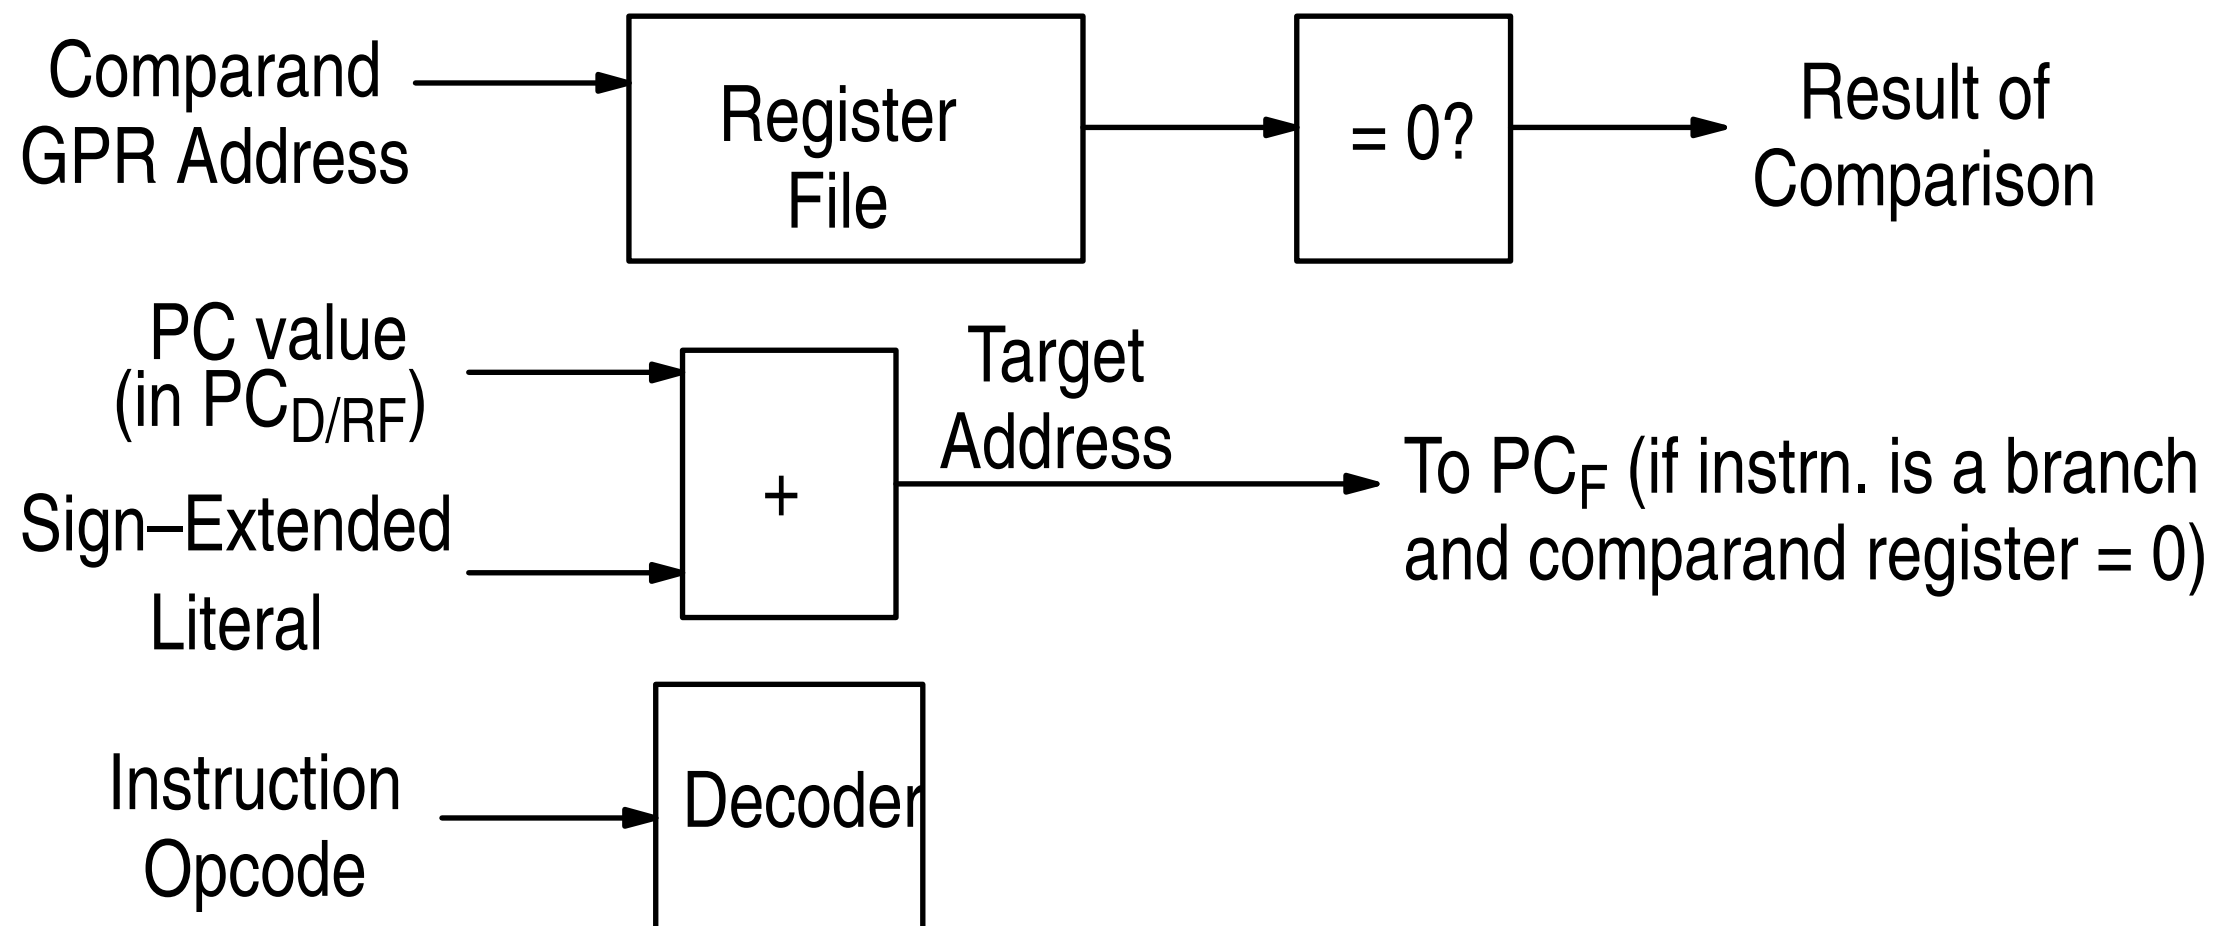 Comparand
GPR Address
Register
File
= 0?
Result of
Comparison
PC value
(in PCD/RF)
Sign–Extended
Literal
+
Target
Address
To PCF (if instrn. is a branch
and comparand register = 0)
Instruction
Opcode
Decoder